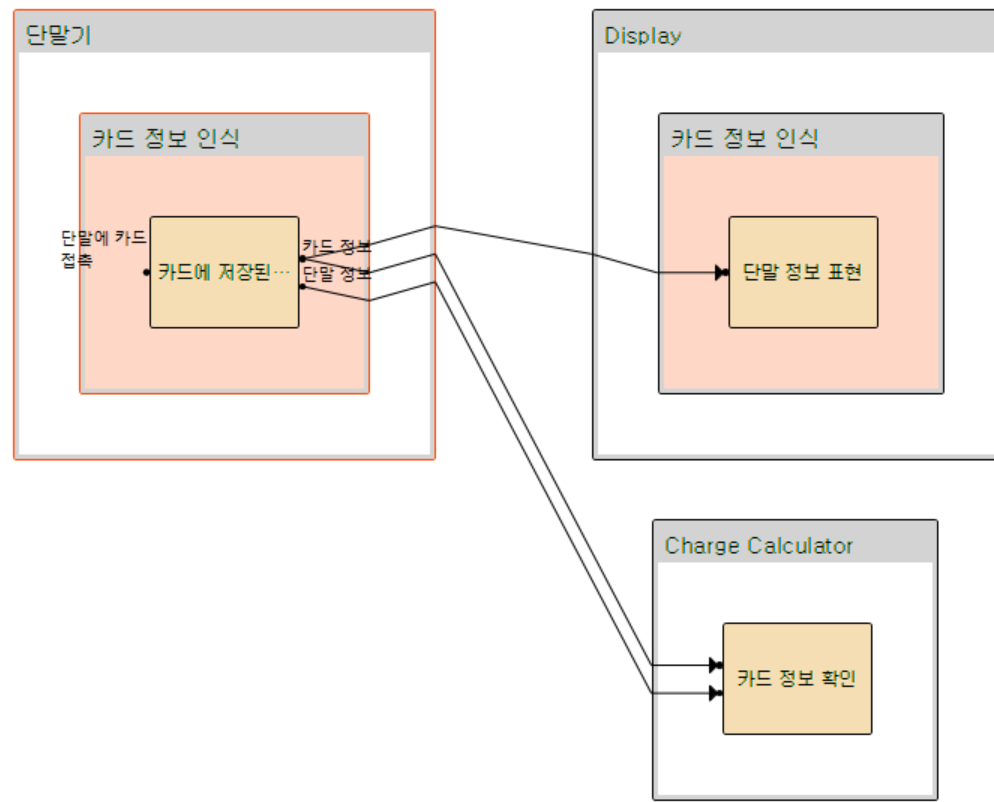 단말기
Display
카드 정보 인식
카드 정보 인식
단말에 카드
접촉
카드에 저장된…
카드 정보
단말 정보
단말 정보 표현
Charge Calculator
카드 정보 확인